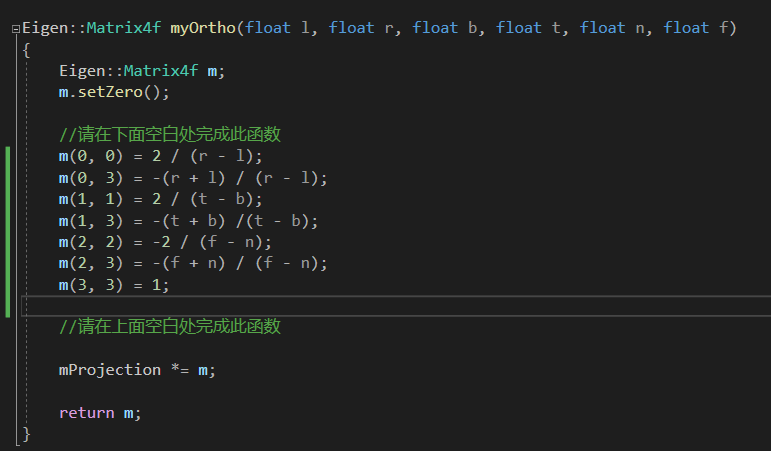 Eigen::Matrix4f myOrtho(float l, float r, float b, float t, float n, float f)
{
    Eigen::Matrix4f m;
    m.setZero();
    //请在下面空白处完成此函数
    m(0, 0) = 2 / (r - l);
    m(0, 3) = -(r + l) / (r - l);
    m(1, 1) = 2 / (t - b);
    m(1, 3) = -(t + b) /(t - b);
    m(2, 2) = -2 / (f - n);
    m(2, 3) = -(f + n) / (f - n);
    m(3, 3) = 1;
    //请在上面空白处完成此函数
    mProjection *= m;
    return m;
}